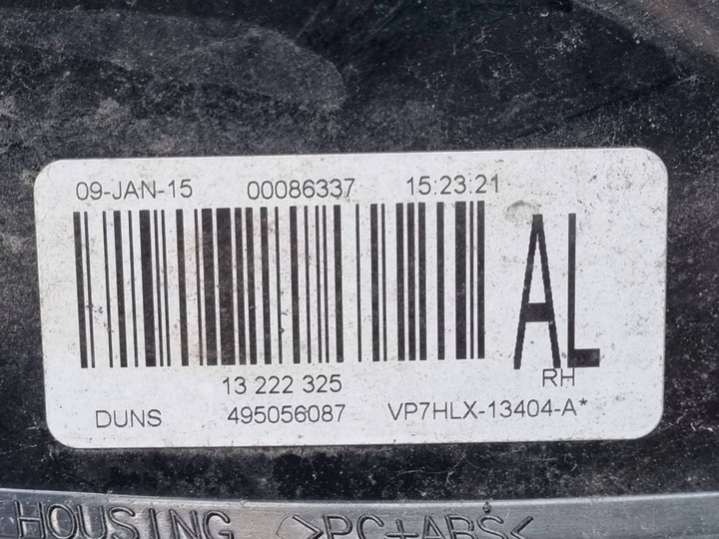 09-JAN-15 00086337 15:23:21
AL
13 222 325 RH
DUNS 495056087 VP7HLX-13404-A*
HOUSING >PC+ABS<